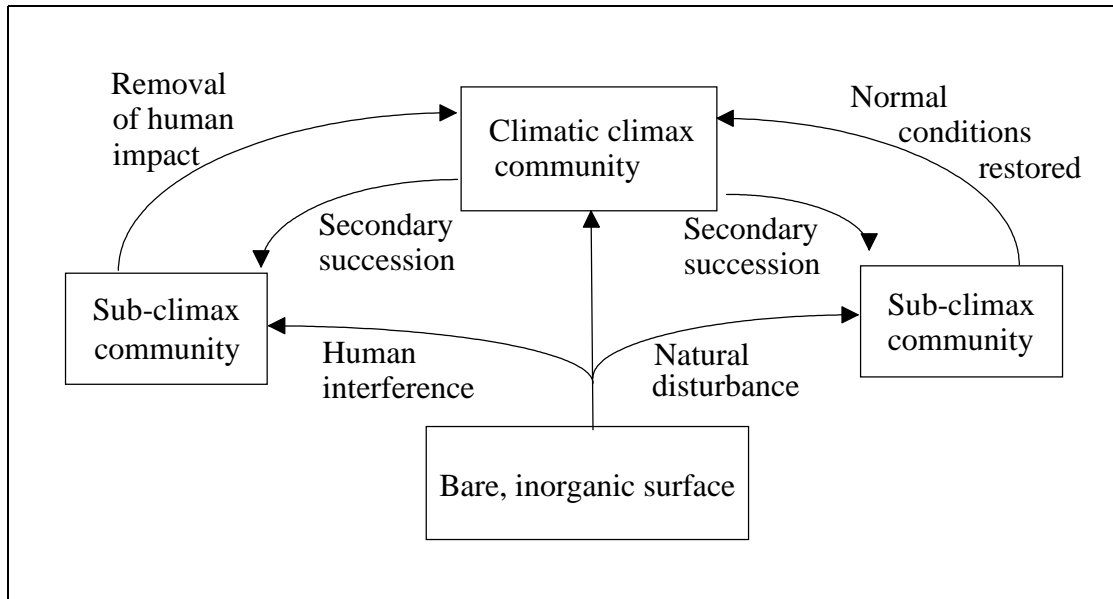 Removal
of human
impact
Climatic climax
community
Normal
conditions
restored
Secondary
succession
Secondary
succession
Sub-climax
community
Sub-climax
community
Human
interference
Natural
disturbance
Bare, inorganic surface